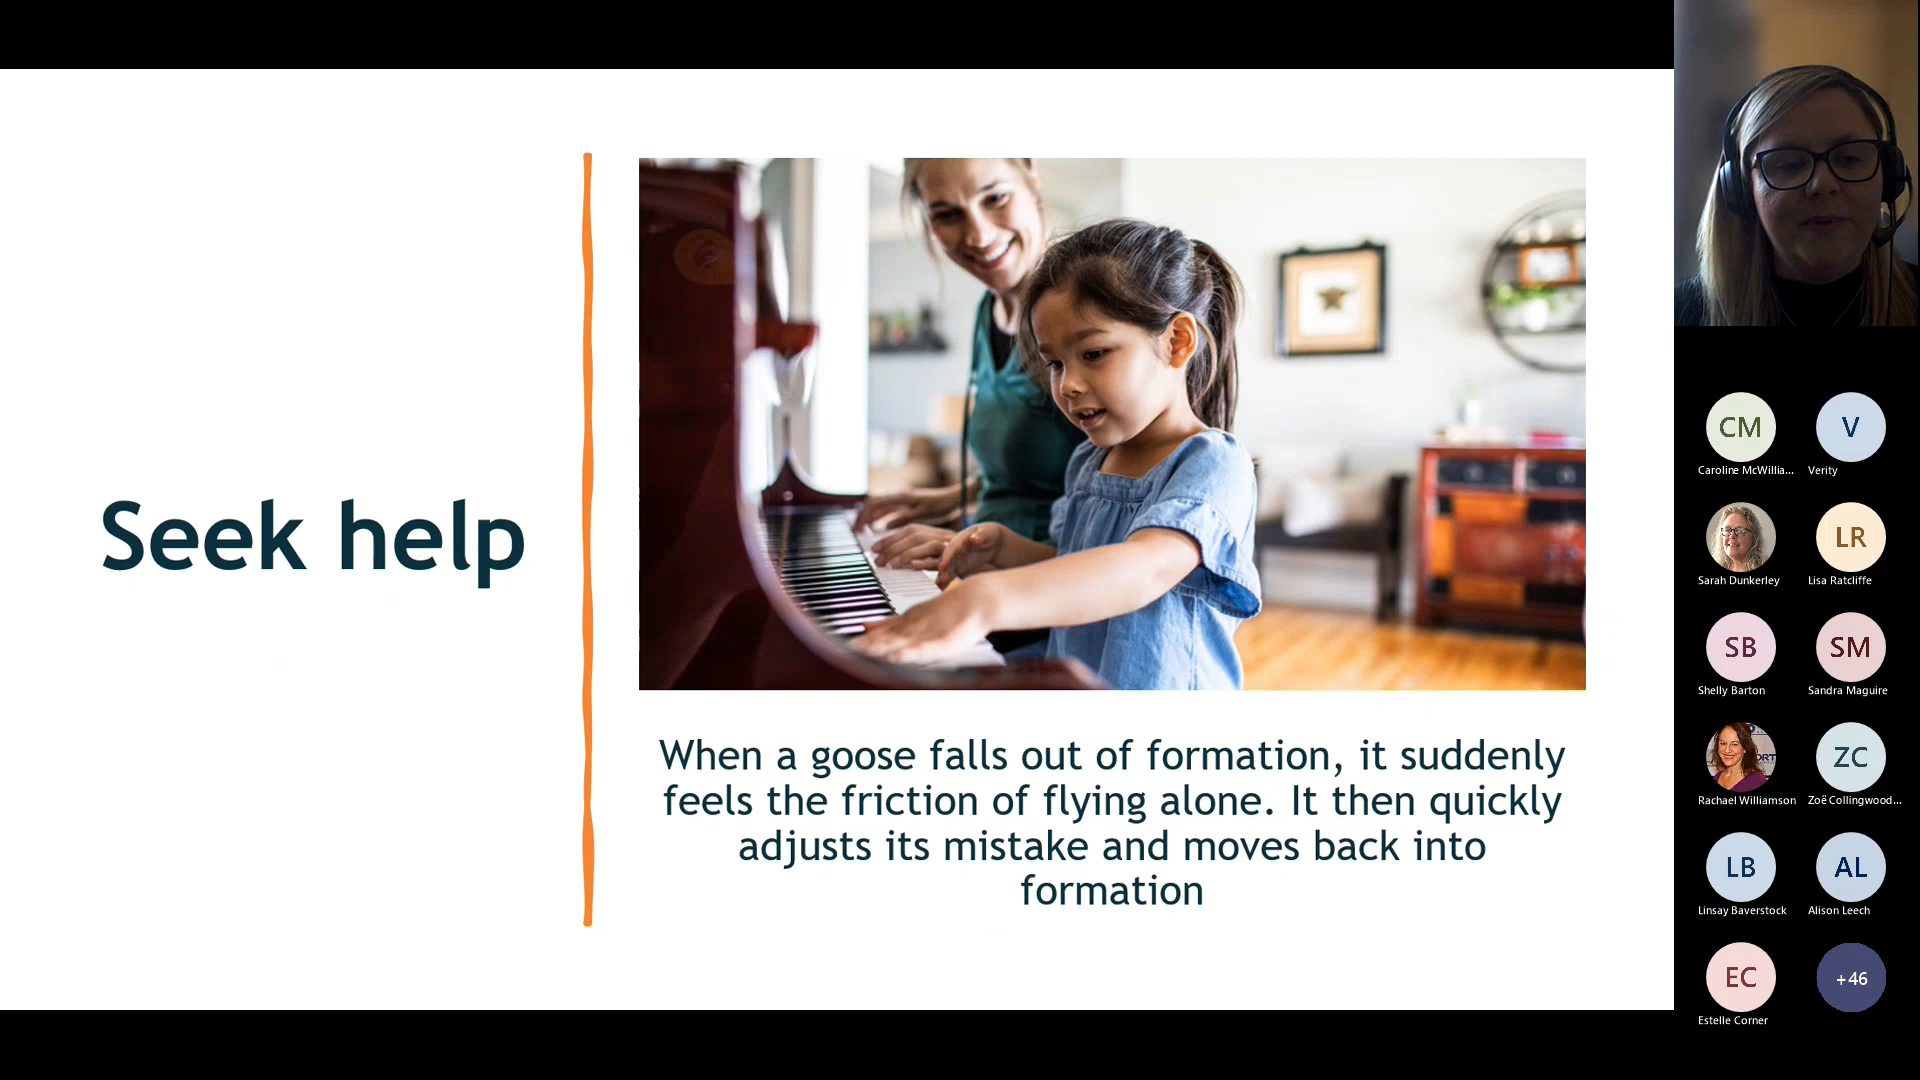 Seek help
When a goose falls out of formation, it suddenly
feels the friction of flying alone. It then quickly
adjusts its mistake and moves back into
formation
CM
Caroline McWillia...
V
Verity
Sarah Dunkerley
LR
Lisa Ratcliffe
SB
Shelly Barton
SM
Sandra Maguire
ORT
Rachael Williamson
ZC
Zoë Collingwood...
LB
Linsay Baverstock
AL
Alison Leech
EC
Estelle Corner
+46